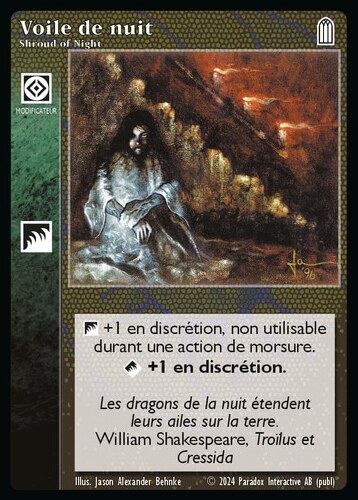 Voile de nuit
Shroud of Night
MODIFICATEUR
+1 en discrétion, non utilisable
durant une action de morsure.
+1 en discrétion.
Les dragons de la nuit étendent
leurs ailes sur la terre.
William Shakespeare, Troïlus et
Cressida
Illus. Jason Alexander Behnke © 2024 Paradox Interactive AB (publ)